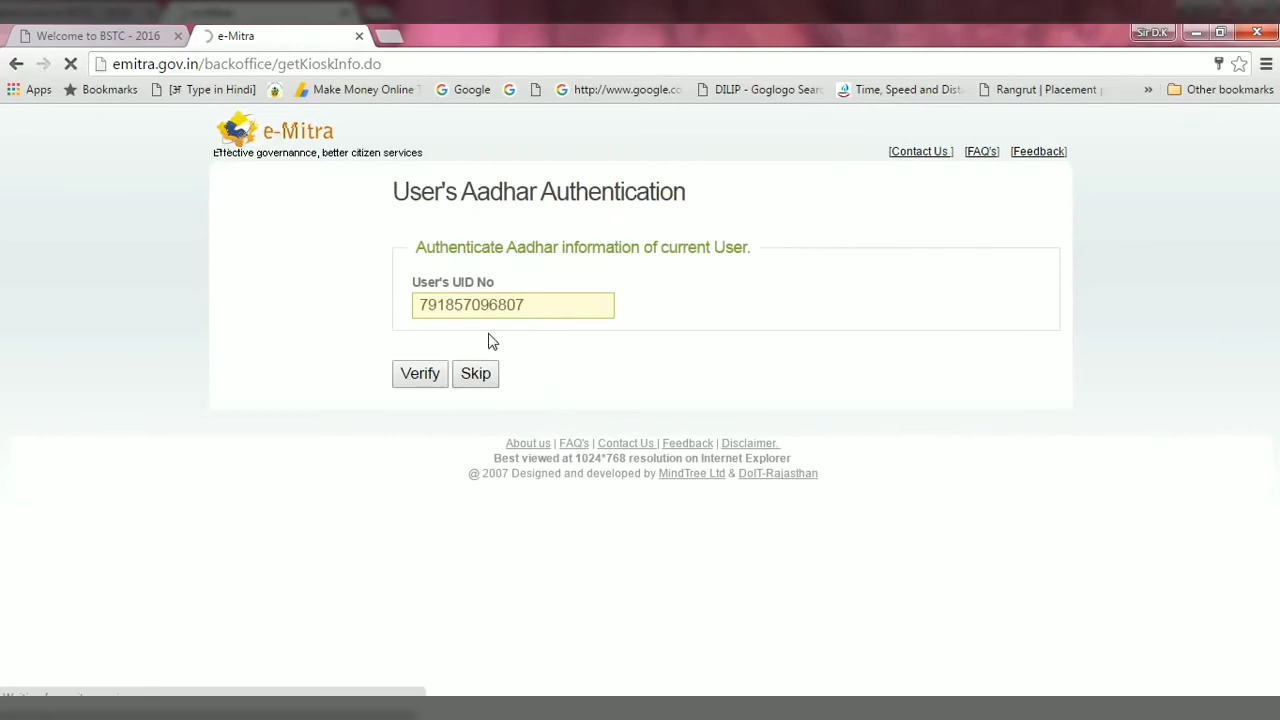 Welcome to BSTC - 2016
e-Mitra
Sir D.K
emitra.gov.in/backoffice/getKioskInfo.do
Apps Bookmarks [अ Type in Hindi] Make Money Online Google http://www.google.co DILIP - Goglogo Sear Time, Speed and Dist Rangrut | Placement » Other bookmarks
e-Mitra
Effective governannce, better citizen services
[Contact Us ] [FAQ's] [Feedback]
User's Aadhar Authentication
Authenticate Aadhar information of current User.
User's UID No
791857096807
Verify Skip
About us | FAQ's | Contact Us | Feedback | Disclaimer.
Best viewed at 1024*768 resolution on Internet Explorer
@ 2007 Designed and developed by MindTree Ltd & DoIT-Rajasthan